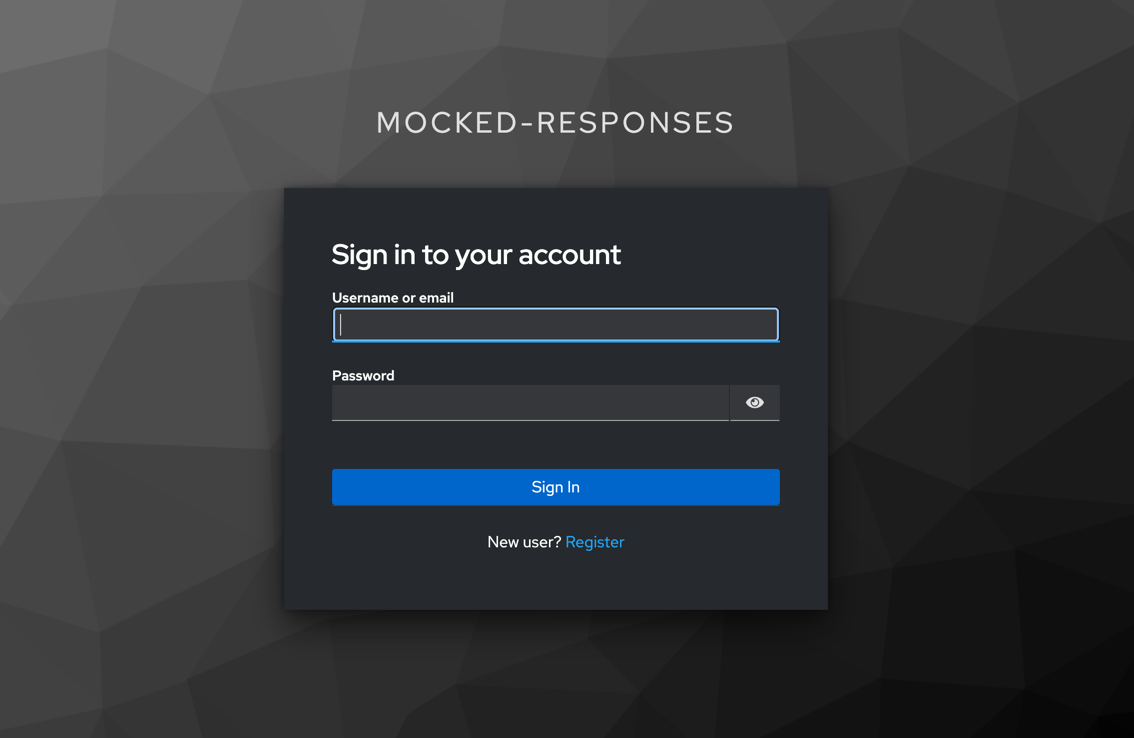 MOCKED-RESPONSES
Sign in to your account
Username or email
Password
Sign In
New user? Register